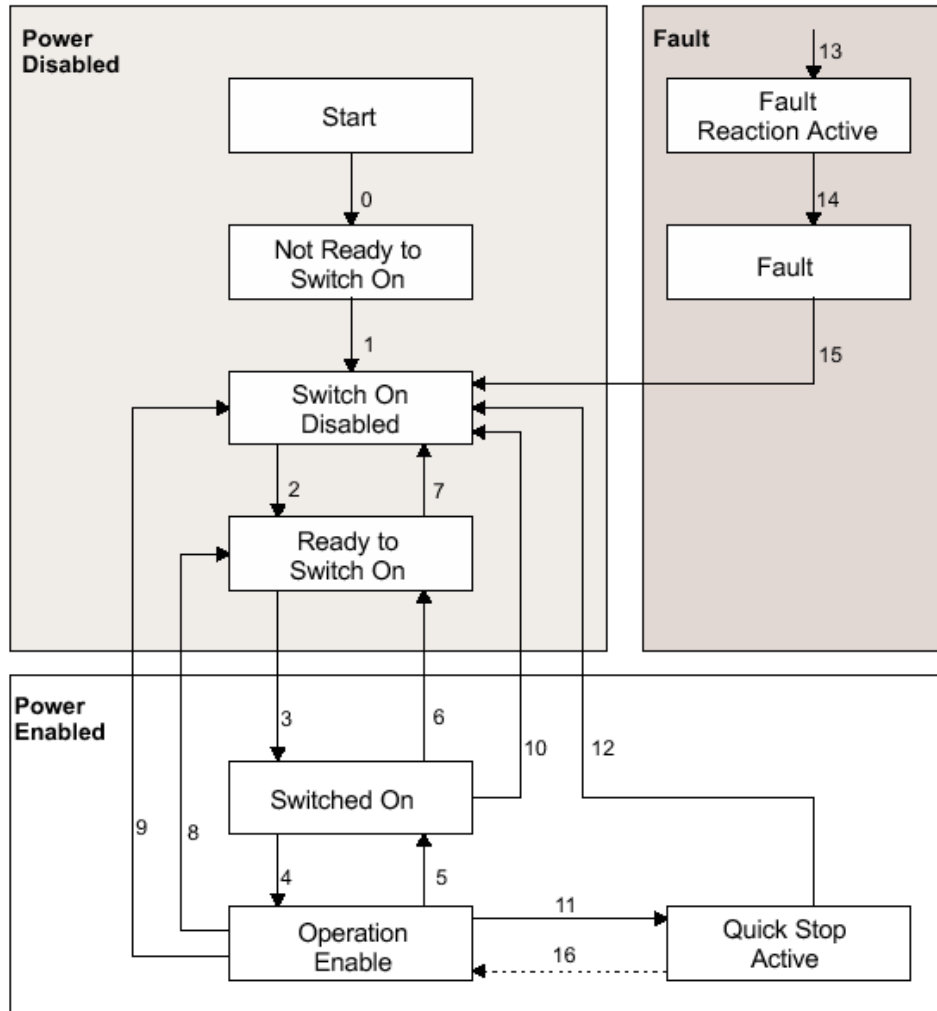 Power
Disabled
Start
0
Not Ready to
Switch On
1
Switch On
Disabled
2
7
Ready to
Switch On
Fault
13
Fault
Reaction Active
14
Fault
15
Power
Enabled
3
6
10
12
Switched On
9
8
4
5
11
Operation
Enable
16
Quick Stop
Active